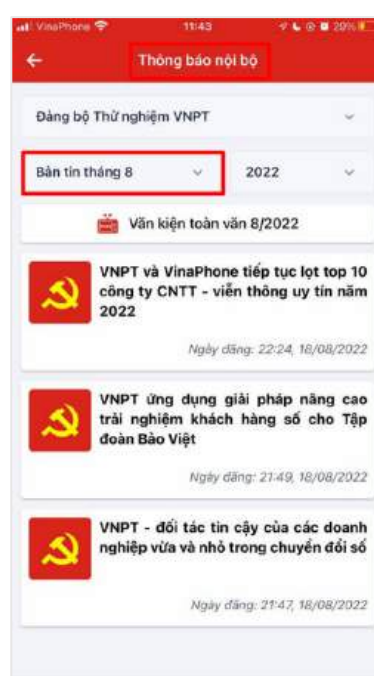 VinaPhone 11:43 29%
Thông báo nội bộ
Đảng bộ Thử nghiệm VNPT
Bản tin tháng 8 2022
Văn kiện toàn văn 8/2022
VNPT và VinaPhone tiếp tục lọt top 10
công ty CNTT - viễn thông uy tín năm
2022
Ngày đăng: 22:24, 18/08/2022
VNPT ứng dụng giải pháp nâng cao
trải nghiệm khách hàng số cho Tập
đoàn Bảo Việt
Ngày đăng: 21:49, 18/08/2022
VNPT - đối tác tin cậy của các doanh
nghiệp vừa và nhỏ trong chuyển đổi số
Ngày đăng: 21:47, 18/08/2022